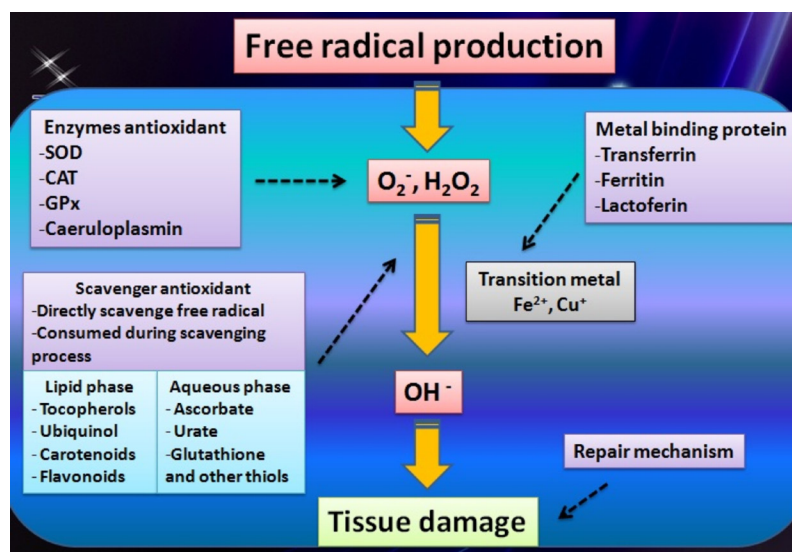 Free radical production
Enzymes antioxidant
-SOD
-CAT
-GPx
-Caeruloplasmin
O₂⁻, H₂O₂
Metal binding protein
-Transferrin
-Ferritin
-Lactoferin
Transition metal
Fe²⁺, Cu⁺
Scavenger antioxidant
-Directly scavenge free radical
-Consumed during scavenging
process
Lipid phase
- Tocopherols
- Ubiquinol
- Carotenoids
- Flavonoids
Aqueous phase
- Ascorbate
- Urate
-Glutathione
and other thiols
OH ⁻
Repair mechanism
Tissue damage